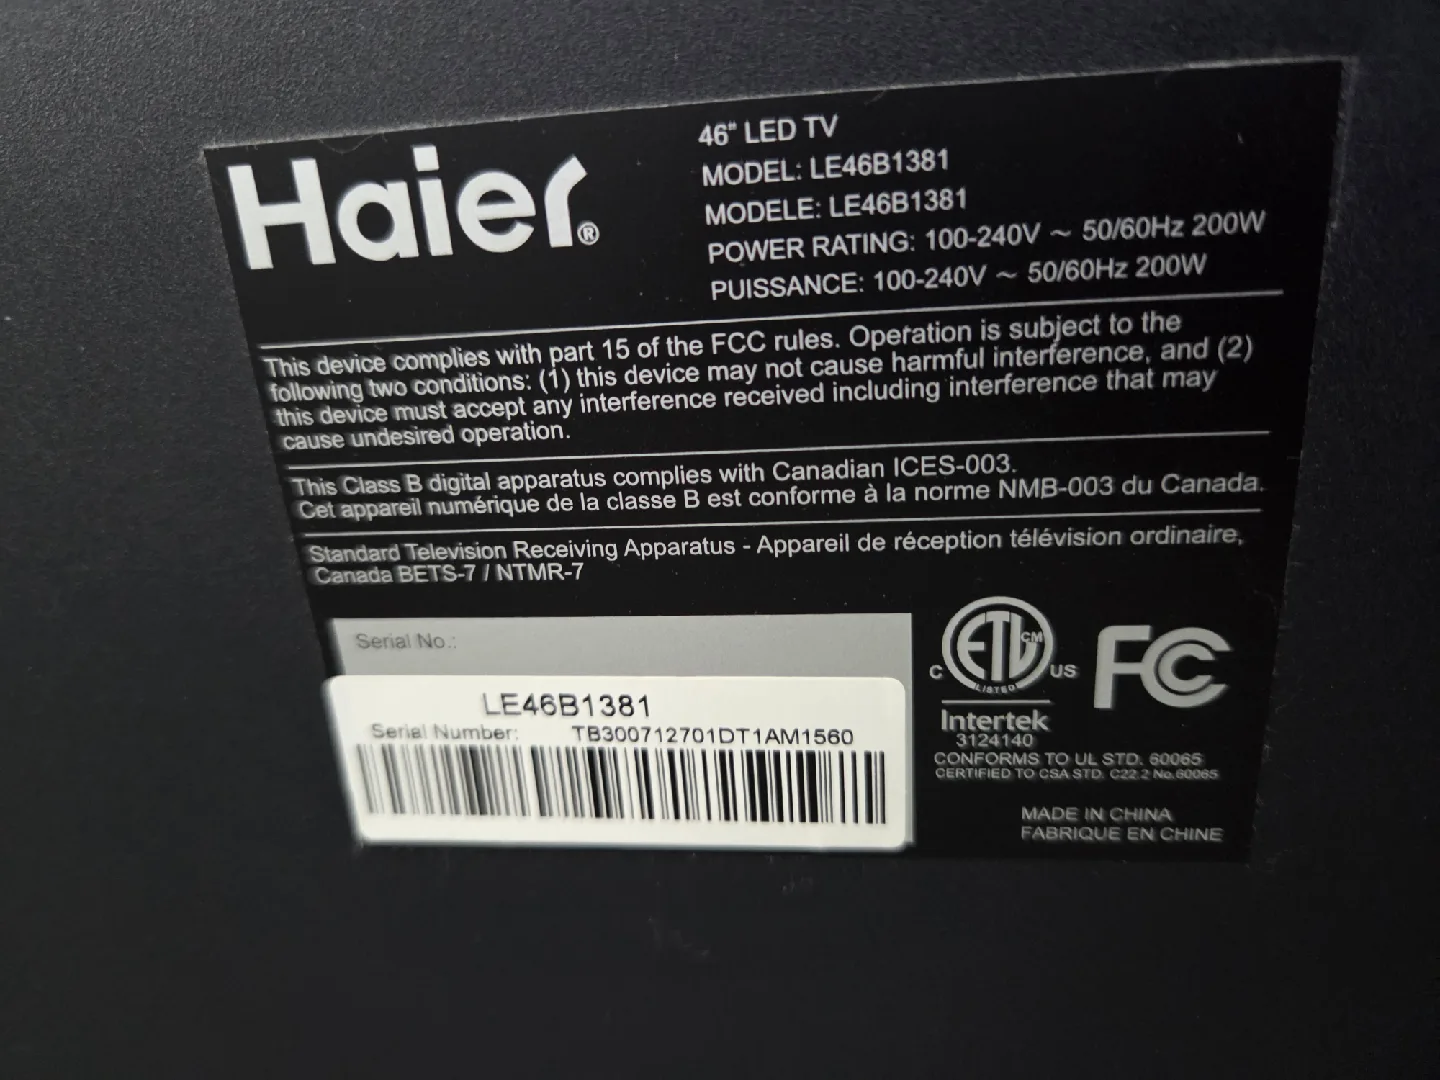 Haier®
46" LED TV
MODEL: LE46B1381
MODELE: LE46B1381
POWER RATING: 100-240V ~ 50/60Hz 200W
PUISSANCE: 100-240V ~ 50/60Hz 200W
This device complies with part 15 of the FCC rules. Operation is subject to the
following two conditions: (1) this device may not cause harmful interference, and (2)
this device must accept any interference received including interference that may
cause undesired operation.
This Class B digital apparatus complies with Canadian ICES-003.
Cet appareil numérique de la classe B est conforme à la norme NMB-003 du Canada.
Standard Television Receiving Apparatus - Appareil de réception télévision ordinaire,
Canada BETS-7 / NTMR-7
Serial No.:
LE46B1381
Serial Number: TB300712701DT1AM1560
ETL CM
C US
LISTED
Intertek
3124140
CONFORMS TO UL STD. 60065
CERTIFIED TO CSA STD. C22.2 No.60065
FC
MADE IN CHINA
FABRIQUE EN CHINE